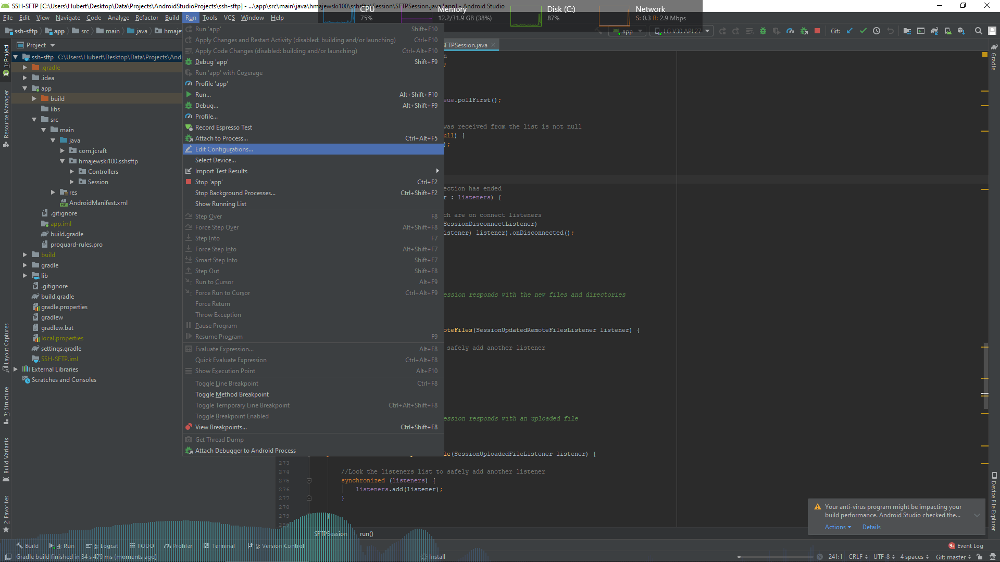 SSH-SFTP [C:\Users\Hubert\Desktop\Data\Projects\AndroidStudioProjects\ssh-sftp] - ...\app\src\main\java\hmajewski100\sshsftp\Session\SFTPSession.java [app] - Android Studio
CPU
75%
Memory
12.2/31.9 GB (38%)
Disk (C:)
87%
Network
S: 0.3 R: 2.9 Mbps
File Edit View Navigate Code Analyze Refactor Build Run Tools VCS Window Help
ssh-sftp app src main java hmaje
app LG V30 API 27 Git:
Project
SFTPSession.java
1: Project
Resource Manager
Layout Captures
7: Structure
Build Variants
2: Favorites
ssh-sftp C:\Users\Hubert\Desktop\Data\Projects\And
.gradle
.idea
app
build
libs
src
main
java
com.jcraft
hmajewski100.sshsftp
Controllers
Session
res
AndroidManifest.xml
.gitignore
app.iml
build.gradle
proguard-rules.pro
build
gradle
lib
.gitignore
build.gradle
gradle.properties
gradlew
gradlew.bat
local.properties
settings.gradle
SSH-SFTP.iml
External Libraries
Scratches and Consoles
Run 'app' Shift+F10
Apply Changes and Restart Activity (disabled: building and/or launching) Ctrl+F10
Apply Code Changes (disabled: building and/or launching) Ctrl+Alt+F10
Debug 'app' Shift+F9
Run 'app' with Coverage
Profile 'app'
Run... Alt+Shift+F10
Debug... Alt+Shift+F9
Profile...
Record Espresso Test
Attach to Process... Ctrl+Alt+F5
Edit Configurations...
Select Device...
Import Test Results
Stop 'app' Ctrl+F2
Stop Background Processes... Ctrl+Shift+F2
Show Running List
Step Over F8
Force Step Over Alt+Shift+F8
Step Into F7
Force Step Into Alt+Shift+F7
Smart Step Into Shift+F7
Step Out Shift+F8
Run to Cursor Alt+F9
Force Run to Cursor Ctrl+Alt+F9
Force Return
Throw Exception
Pause Program
Resume Program F9
Evaluate Expression... Alt+F8
Quick Evaluate Expression Ctrl+Alt+F8
Show Execution Point Alt+F10
Toggle Line Breakpoint Ctrl+F8
Toggle Method Breakpoint
Toggle Temporary Line Breakpoint Ctrl+Alt+Shift+F8
Toggle Breakpoint Enabled
View Breakpoints... Ctrl+Shift+F8
Get Thread Dump
Attach Debugger to Android Process
n
;
eue.pollFirst();
was received from the list is not null
ull) {
);
ection has ended
r : listeners) {
ch are on connect listeners
SessionDisconnectListener)
istener) listener).onDisconnected();
ession responds with the new files and directories
oteFiles(SessionUpdatedRemoteFilesListener listener) {
safely add another listener
ession responds with an uploaded file
le(SessionUploadedFileListener listener) {
273
274 //Lock the listeners list to safely add another listener
275 synchronized (listeners) {
276 listeners.add(listener);
277 }
278
279 }
SFTPSession run()
Gradle
Device File Explorer
Your anti-virus program might be impacting your
build performance. Android Studio checked the...
Actions Details
Build 4: Run 6: Logcat TODO Profiler Terminal 9: Version Control
9+ Event Log
Gradle build finished in 34 s 479 ms (moments ago)
Install
241:1 CRLF UTF-8 4 spaces Git: master